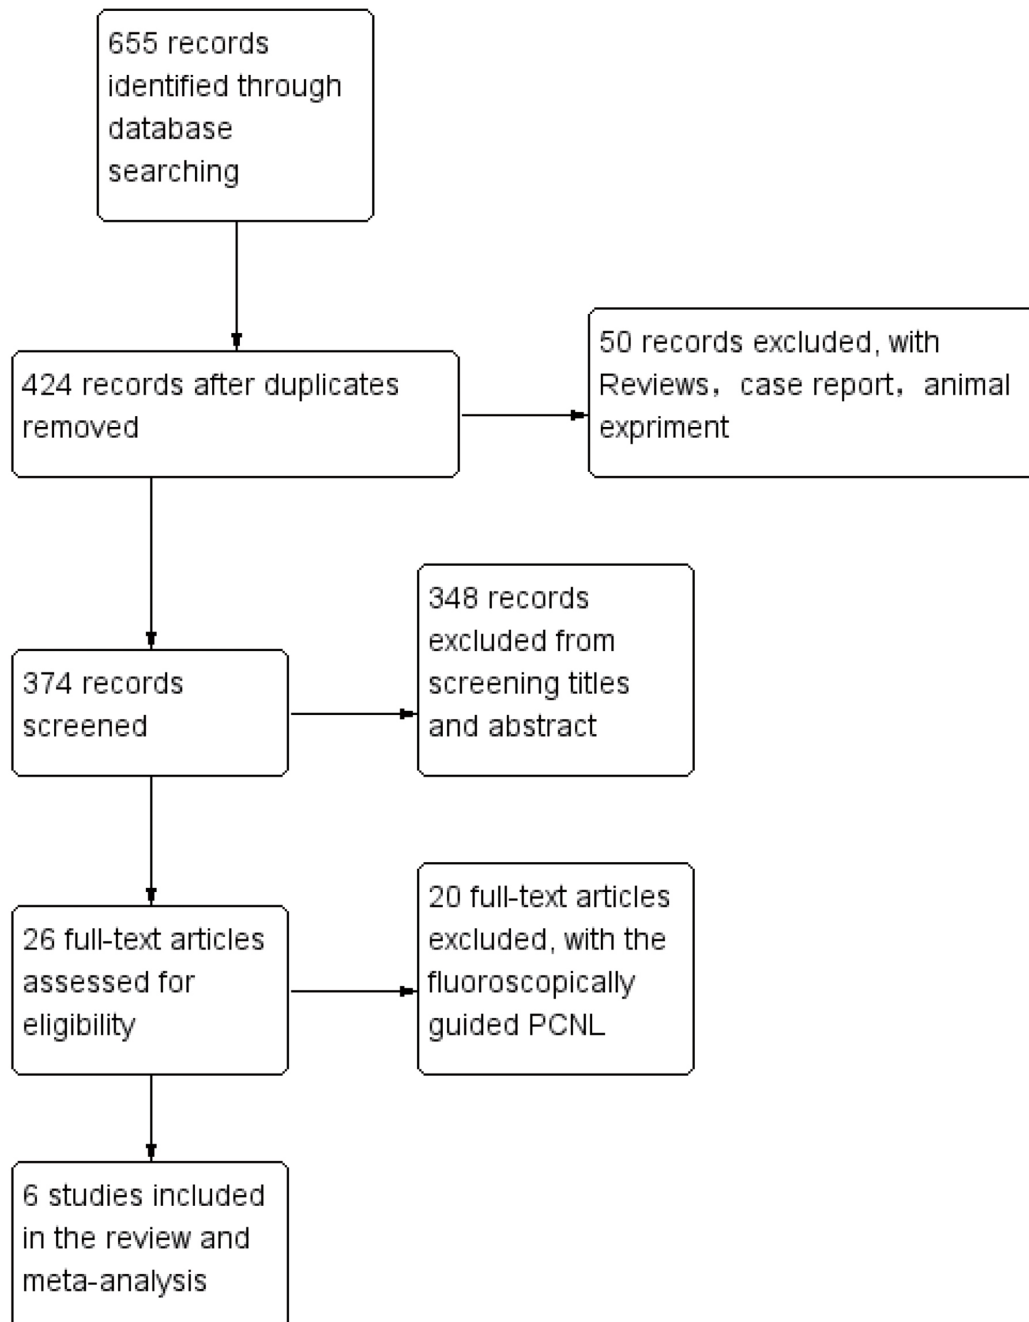 655 records
identified through
database
searching
424 records after duplicates
removed
50 records excluded, with
Reviews，case report，animal
expriment
374 records
screened
348 records
excluded from
screening titles
and abstract
26 full-text articles
assessed for
eligibility
20 full-text articles
excluded, with the
fluoroscopically
guided PCNL
6 studies included
in the review and
meta-analysis